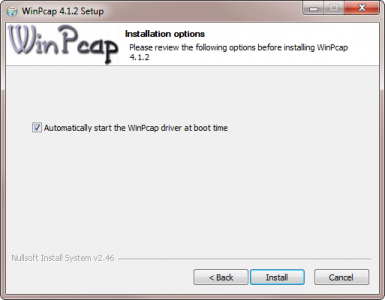 WinPcap 4.1.2 Setup
WinPcap
Installation options
Please review the following options before installing WinPcap
4.1.2
Automatically start the WinPcap driver at boot time
Nullsoft Install System v2.46
< Back
Install
Cancel